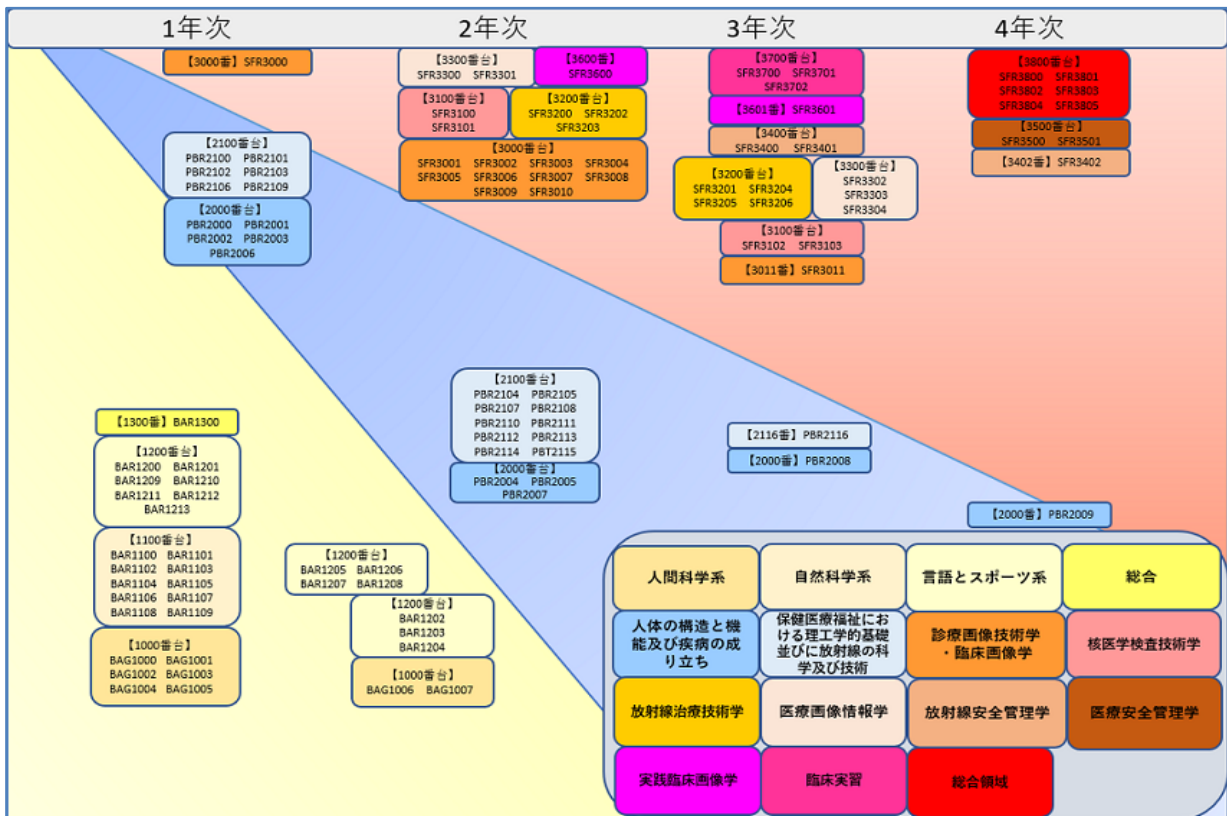 1年次
2年次
3年次
4年次
【3000番】SFR3000
【2100番台】
PBR2100 PBR2101
PBR2102 PBR2103
PBR2106 PBR2109
【2000番台】
PBR2000 PBR2001
PBR2002 PBR2003
PBR2006
【1300番】BAR1300
【1200番台】
BAR1200 BAR1201
BAR1209 BAR1210
BAR1211 BAR1212
BAR1213
【1100番台】
BAR1100 BAR1101
BAR1102 BAR1103
BAR1104 BAR1105
BAR1106 BAR1107
BAR1108 BAR1109
【1000番台】
BAG1000 BAG1001
BAG1002 BAG1003
BAG1004 BAG1005
【3300番台】
SFR3300 SFR3301
【3600番】
SFR3600
【3100番台】
SFR3100
SFR3101
【3200番台】
SFR3200 SFR3202
SFR3203
【3000番台】
SFR3001 SFR3002 SFR3003 SFR3004
SFR3005 SFR3006 SFR3007 SFR3008
SFR3009 SFR3010
【2100番台】
PBR2104 PBR2105
PBR2107 PBR2108
PBR2110 PBR2111
PBR2112 PBR2113
PBR2114 PBT2115
【2000番台】
PBR2004 PBR2005
PBR2007
【1200番台】
BAR1205 BAR1206
BAR1207 BAR1208
【1200番台】
BAR1202
BAR1203
BAR1204
【1000番台】
BAG1006 BAG1007
【3700番台】
SFR3700 SFR3701
SFR3702
【3601番】SFR3601
【3400番台】
SFR3400 SFR3401
【3200番台】
SFR3201 SFR3204
SFR3205 SFR3206
【3300番台】
SFR3302
SFR3303
SFR3304
【3100番台】
SFR3102 SFR3103
【3011番】SFR3011
【2116番】PBR2116
【2000番】PBR2008
【3800番台】
SFR3800 SFR3801
SFR3802 SFR3803
SFR3804 SFR3805
【3500番台】
SFR3500 SFR3501
【3402番】SFR3402
【2000番】PBR2009
人間科学系
自然科学系
言語とスポーツ系
総合
人体の構造と機
能及び疾病の成
り立ち
保健医療福祉にお
ける理工学的基礎
並びに放射線の科
学及び技術
診療画像技術学
・臨床画像学
核医学検査技術学
放射線治療技術学
医療画像情報学
放射線安全管理学
医療安全管理学
実践臨床画像学
臨床実習
総合領域